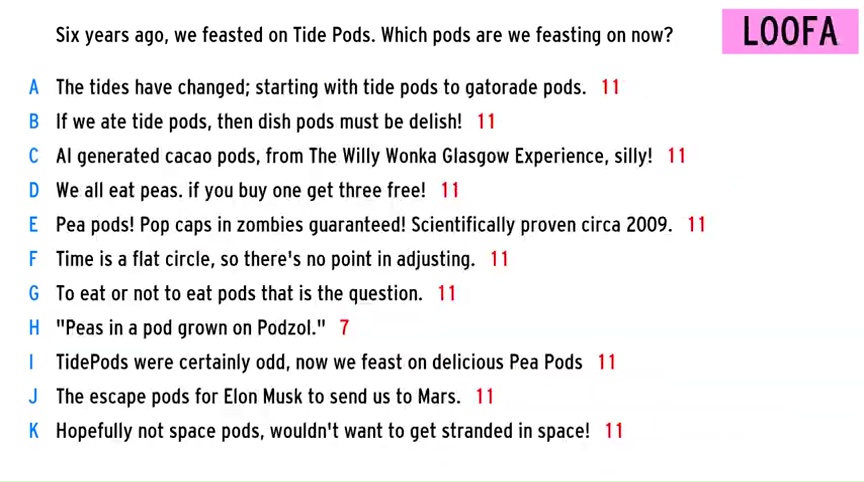 Six years ago, we feasted on Tide Pods. Which pods are we feasting on now?
LOOFA
A The tides have changed; starting with tide pods to gatorade pods. 11
B If we ate tide pods, then dish pods must be delish! 11
C AI generated cacao pods, from The Willy Wonka Glasgow Experience, silly! 11
D We all eat peas. if you buy one get three free! 11
E Pea pods! Pop caps in zombies guaranteed! Scientifically proven circa 2009. 11
F Time is a flat circle, so there's no point in adjusting. 11
G To eat or not to eat pods that is the question. 11
H "Peas in a pod grown on Podzol." 7
I TidePods were certainly odd, now we feast on delicious Pea Pods 11
J The escape pods for Elon Musk to send us to Mars. 11
K Hopefully not space pods, wouldn't want to get stranded in space! 11